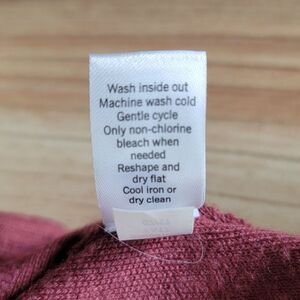 Wash inside out
Machine wash cold
Gentle cycle
Only non-chlorine
bleach when
needed
Reshape and
dry flat
Cool iron or
dry clean